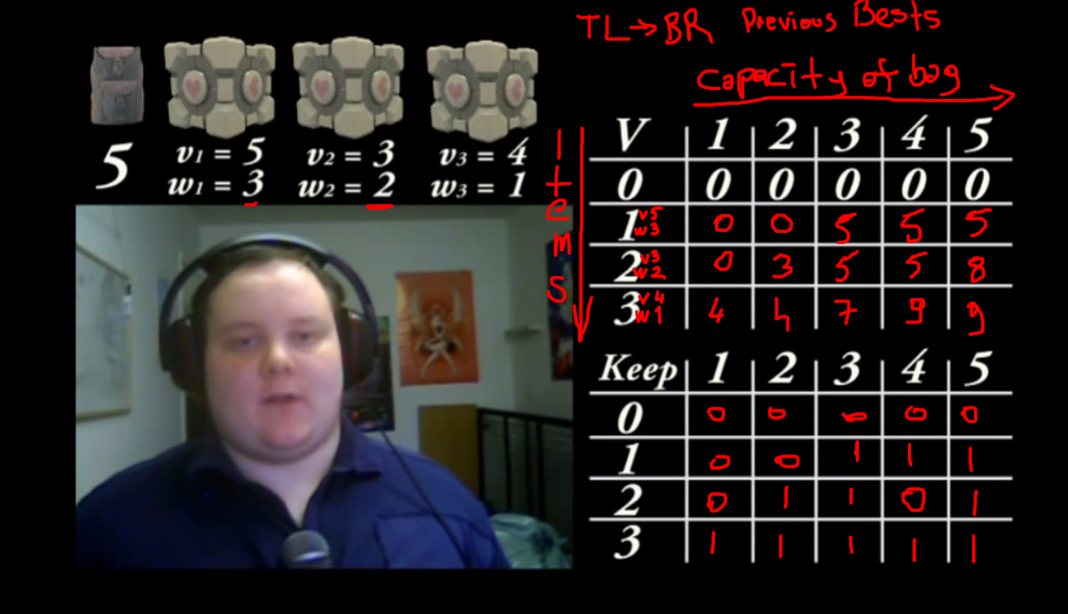 TL→BR Previous Bests
Capacity of bag
Items
5
v1 = 5
w1 = 3
v2 = 3
w2 = 2
v3 = 4
w3 = 1
V 1 2 3 4 5
0 0 0 0 0 0
1 v5 w3 0 0 5 5 5
2 v3 w2 0 3 5 5 8
3 v4 w1 4 4 7 9 9
Keep 1 2 3 4 5
0 0 0 0 0 0
1 0 0 1 1 1
2 0 1 1 0 1
3 1 1 1 1 1